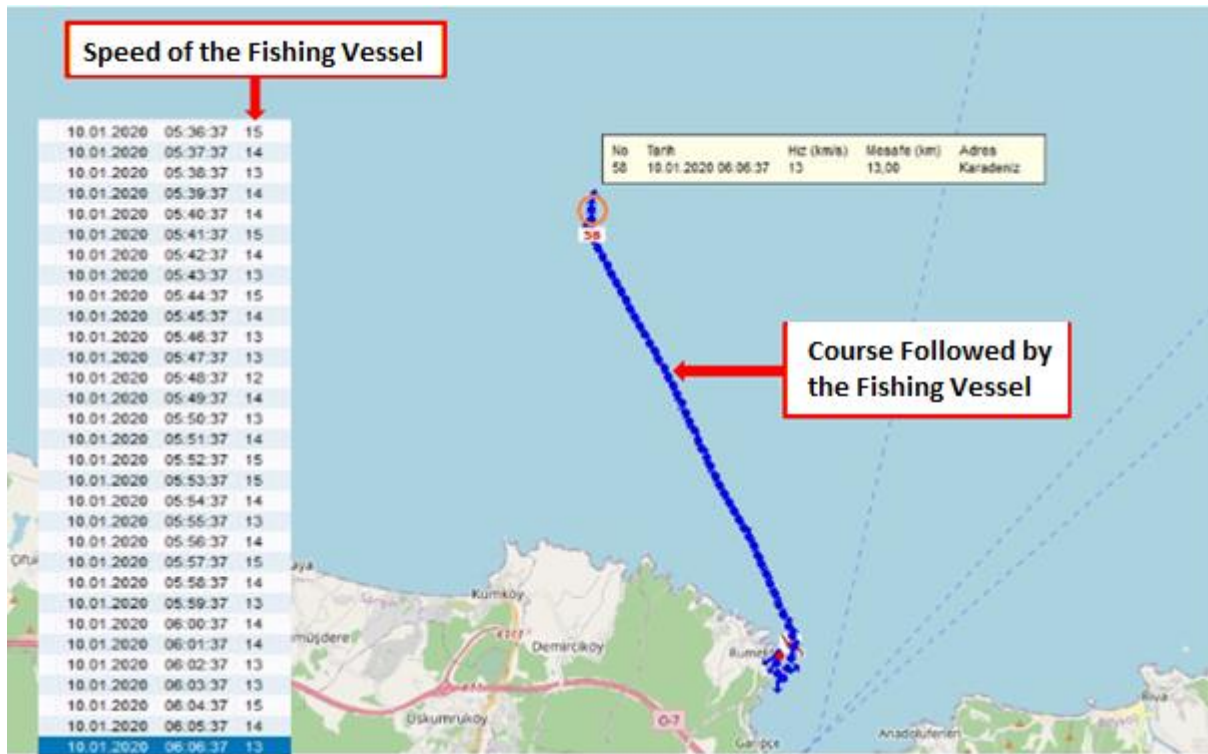 Speed of the Fishing Vessel
10.01.2020 05:36:37 15
10.01.2020 05:37:37 14
10.01.2020 05:38:37 13
10.01.2020 05:39:37 14
10.01.2020 05:40:37 14
10.01.2020 05:41:37 15
10.01.2020 05:42:37 14
10.01.2020 05:43:37 13
10.01.2020 05:44:37 15
10.01.2020 05:45:37 14
10.01.2020 05:46:37 13
10.01.2020 05:47:37 13
10.01.2020 05:48:37 12
10.01.2020 05:49:37 14
10.01.2020 05:50:37 13
10.01.2020 05:51:37 14
10.01.2020 05:52:37 15
10.01.2020 05:53:37 15
10.01.2020 05:54:37 14
10.01.2020 05:55:37 13
10.01.2020 05:56:37 14
10.01.2020 05:57:37 15
10.01.2020 05:58:37 14
10.01.2020 05:59:37 13
10.01.2020 06:00:37 14
10.01.2020 06:01:37 14
10.01.2020 06:02:37 13
10.01.2020 06:03:37 13
10.01.2020 06:04:37 15
10.01.2020 06:05:37 14
10.01.2020 06:06:37 13
No Tarih Hız (km/s) Mesafe (km) Adres
58 10.01.2020 06:06:37 13 13,00 Karadeniz
58
Course Followed by
the Fishing Vessel
Kumköy
Demirciköy
Uskumruköy
O-7
Garipçe
Anadolufeneri
Riva